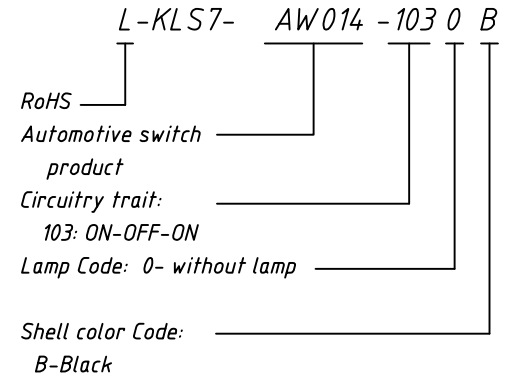 L-KLS7- AW014 -103 0 B
RoHS
Automotive switch
product
Circuitry trait:
103: ON-OFF-ON
Lamp Code: 0- without lamp
Shell color Code:
B-Black